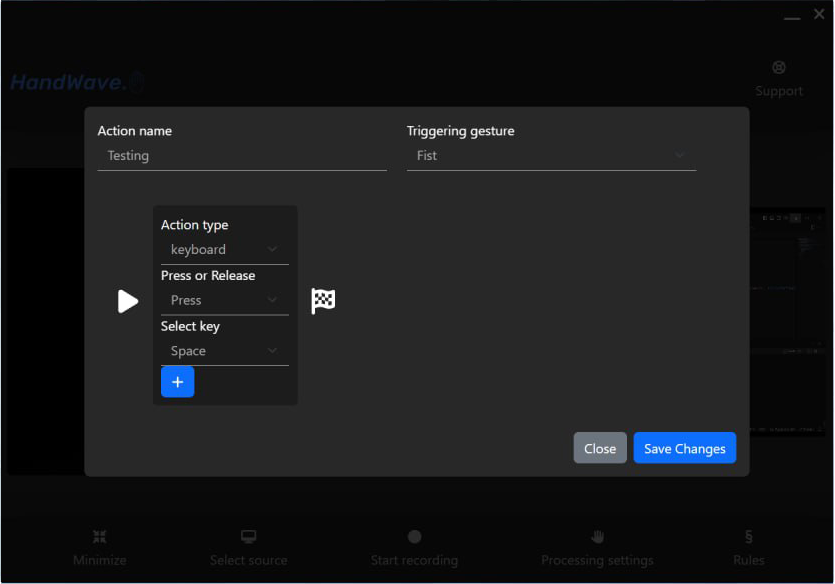 HandWave.
Support
Action name
Triggering gesture
Testing
Fist
Action type
keyboard
Press or Release
Press
Select key
Space
+
Close
Save Changes
Minimize
Select source
Start recording
Processing settings
§
Rules